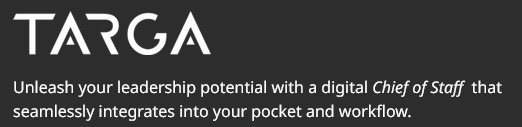 TARGA
Unleash your leadership potential with a digital Chief of Staff that
seamlessly integrates into your pocket and workflow.